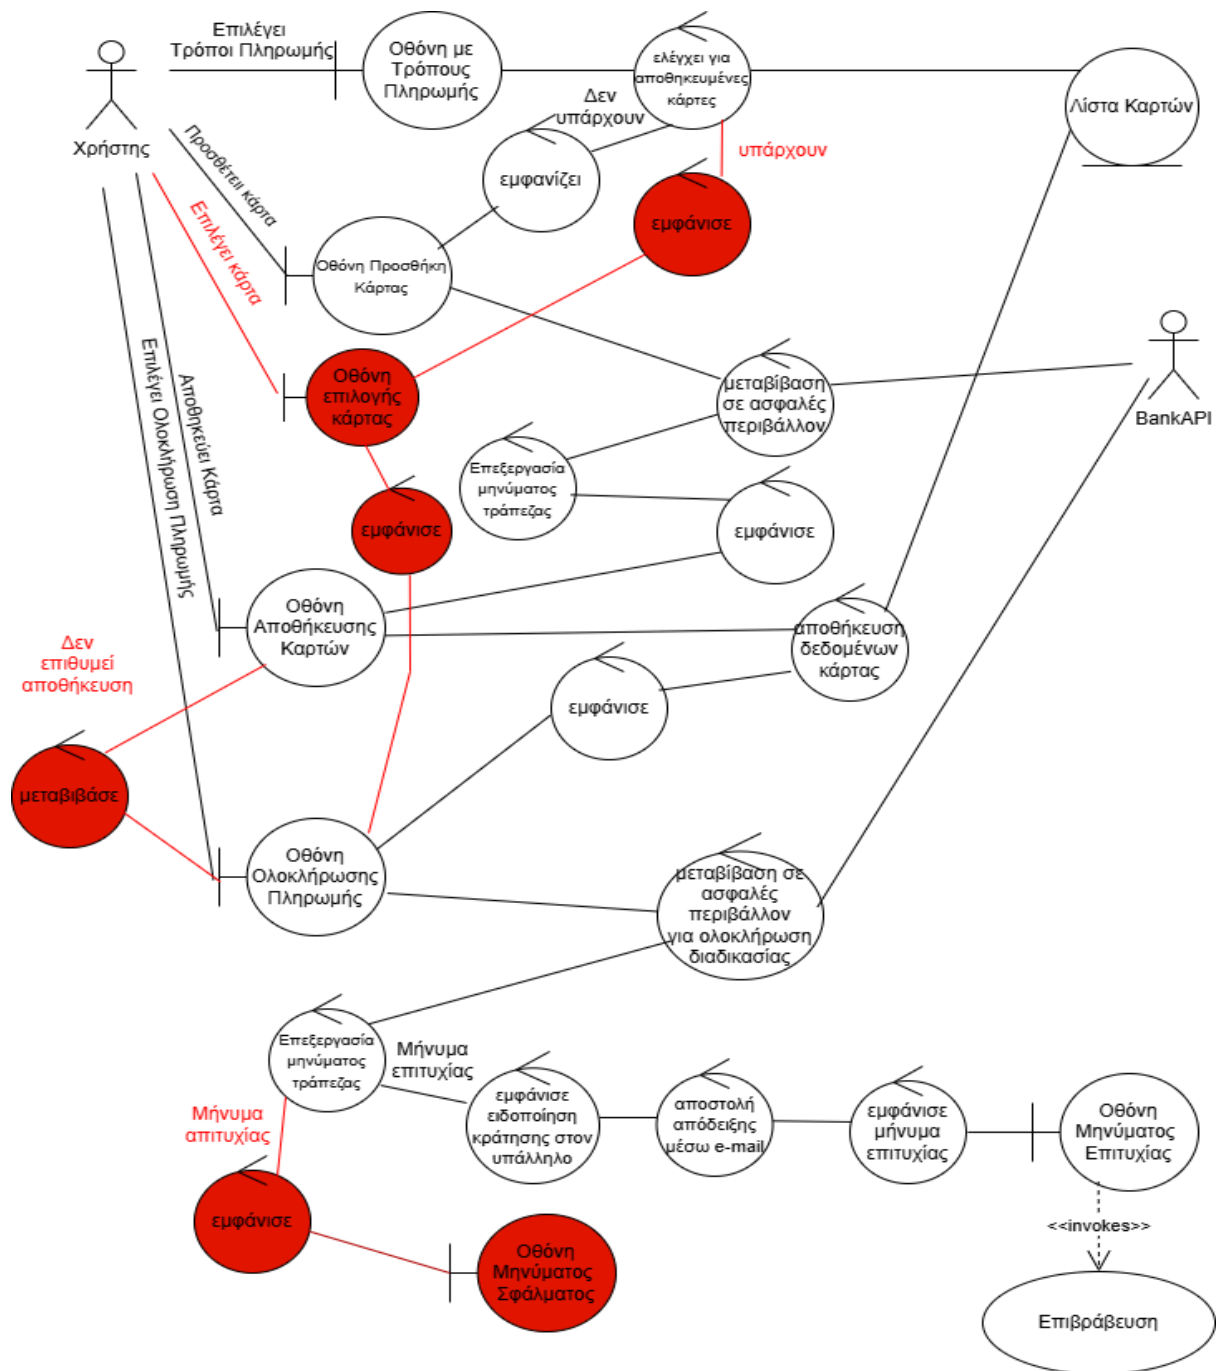 Επιλέγει
Τρόποι Πληρωμής
Οθόνη με
Τρόπους
Πληρωμής
ελέγχει για
αποθηκευμένες
κάρτες
Λίστα Καρτών
Χρήστης
Δεν
υπάρχουν
υπάρχουν
Προσθέτειι κάρτα
εμφανίζει
εμφάνισε
Επιλέγει κάρτα
Οθόνη Προσθήκη
Κάρτας
Αποθηκεύει Κάρτα
Επιλέγει Ολοκλήρωση Πληρωμής
Οθόνη
επιλογής
κάρτας
μεταβίβαση
σε ασφαλές
περιβάλλον
BankAPI
Επεξεργασία
μηνύματος
τράπεζας
εμφάνισε
εμφάνισε
Οθόνη
Αποθήκευσης
Καρτών
αποθήκευση
δεδομένων
κάρτας
Δεν
επιθυμεί
αποθήκευση
εμφάνισε
μεταβιβάσε
Οθόνη
Ολοκλήρωσης
Πληρωμής
μεταβίβαση σε
ασφαλές
περιβάλλον
για ολοκλήρωση
διαδικασίας
Επεξεργασία
μηνύματος
τράπεζας
Μήνυμα
επιτυχίας
Μήνυμα
απιτυχίας
εμφάνισε
ειδοποίηση
κράτησης στον
υπάλληλο
αποστολή
απόδειξης
μέσω e-mail
εμφάνισε
μήνυμα
επιτυχίας
Οθόνη
Μηνύματος
Επιτυχίας
εμφάνισε
<<invokes>>
Οθόνη
Μηνύματος
Σφάλματος
Επιβράβευση